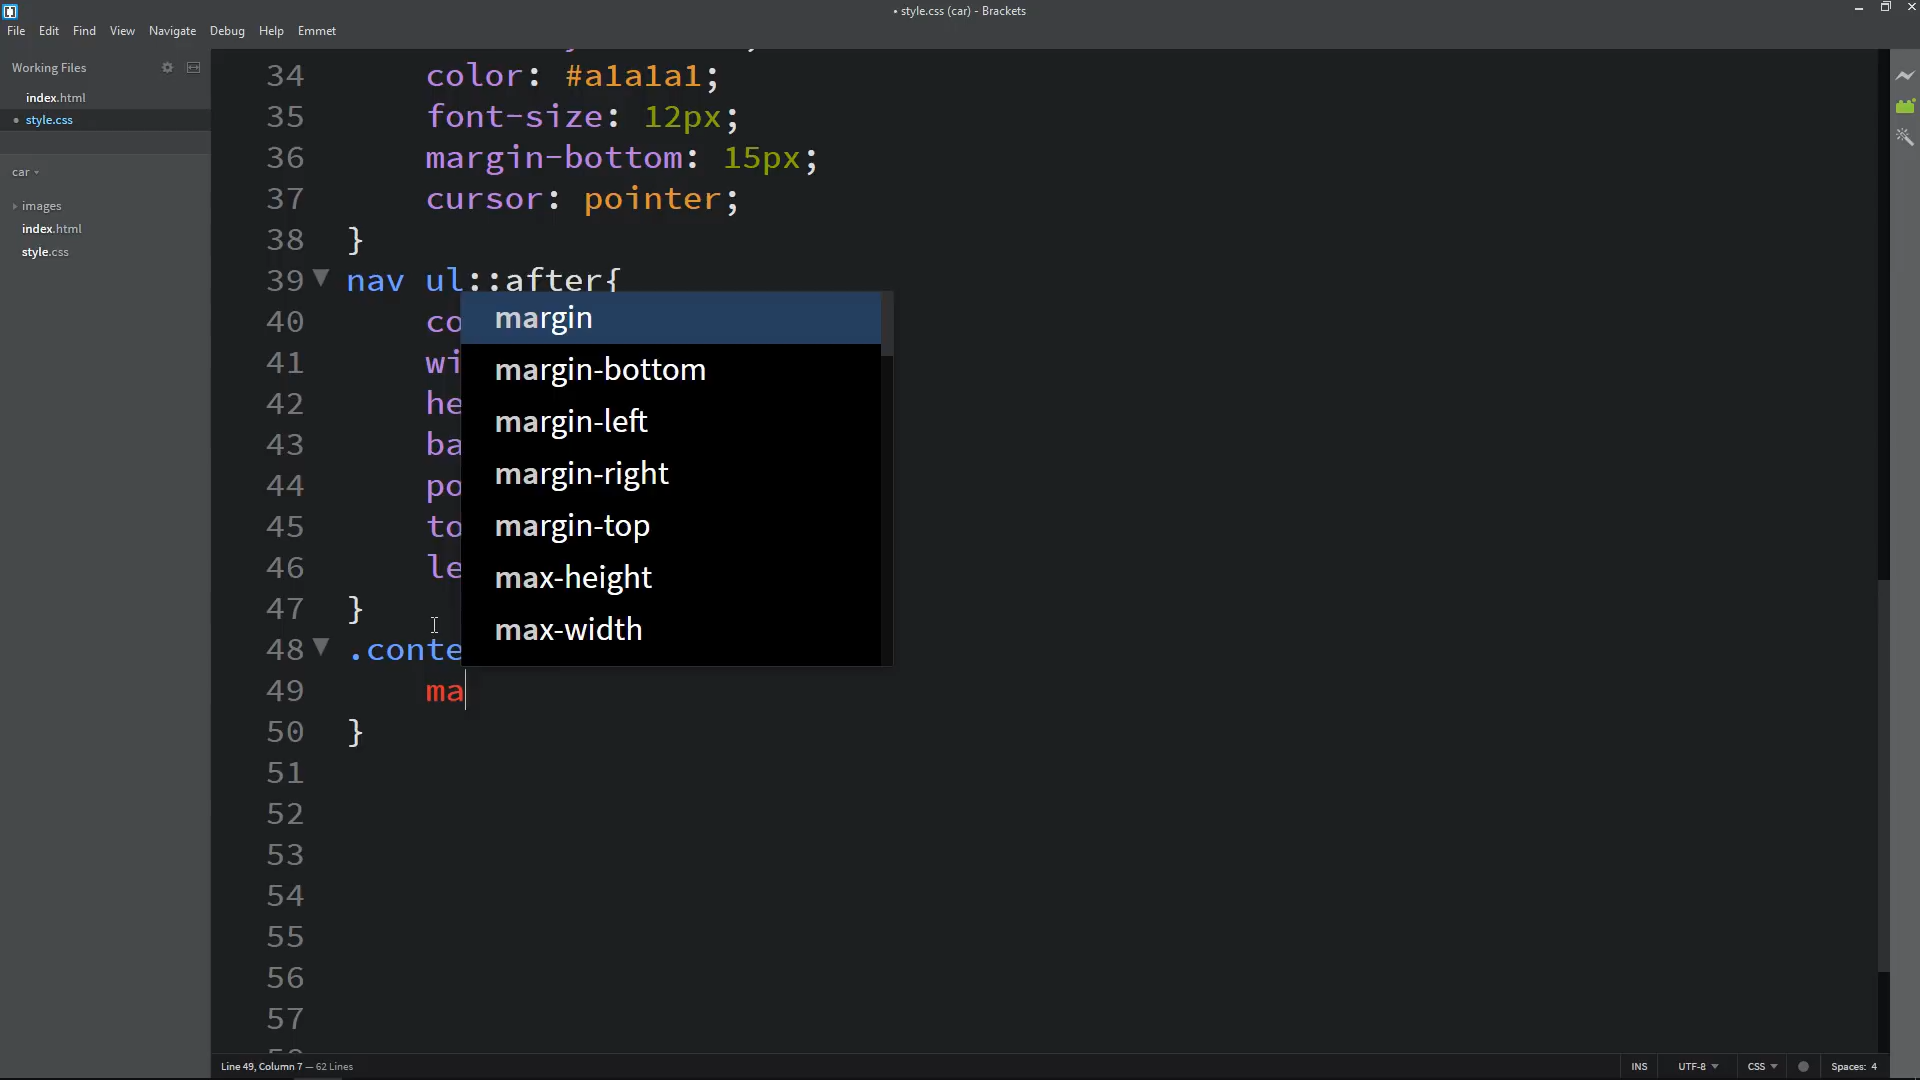 • style.css (car) - Brackets
File Edit Find View Navigate Debug Help Emmet
Working Files
index.html
• style.css
car
images
index.html
style.css
34 color: #a1a1a1;
35 font-size: 12px;
36 margin-bottom: 15px;
37 cursor: pointer;
38 }
39 nav ul::after{
40 co
41 wi
42 he
43 ba
44 po
45 to
46 le
47 }
48 .conte
49 ma
50 }
51
52
53
54
55
56
57
margin
margin-bottom
margin-left
margin-right
margin-top
max-height
max-width
Line 49, Column 7 — 62 Lines
INS UTF-8 CSS Spaces: 4